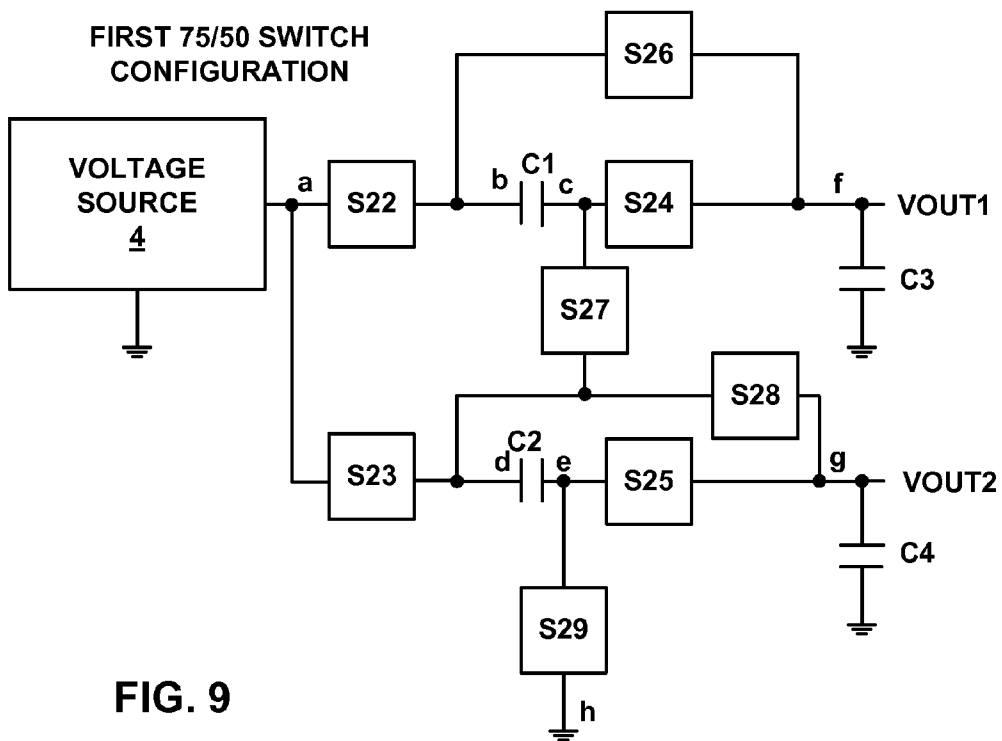 FIRST 75/50 SWITCH
CONFIGURATION
S26
VOLTAGE
SOURCE
4
a
S22
b
C1
c
S24
f
VOUT1
C3
S27
S28
S23
d
C2
e
S25
g
VOUT2
C4
S29
h
FIG. 9